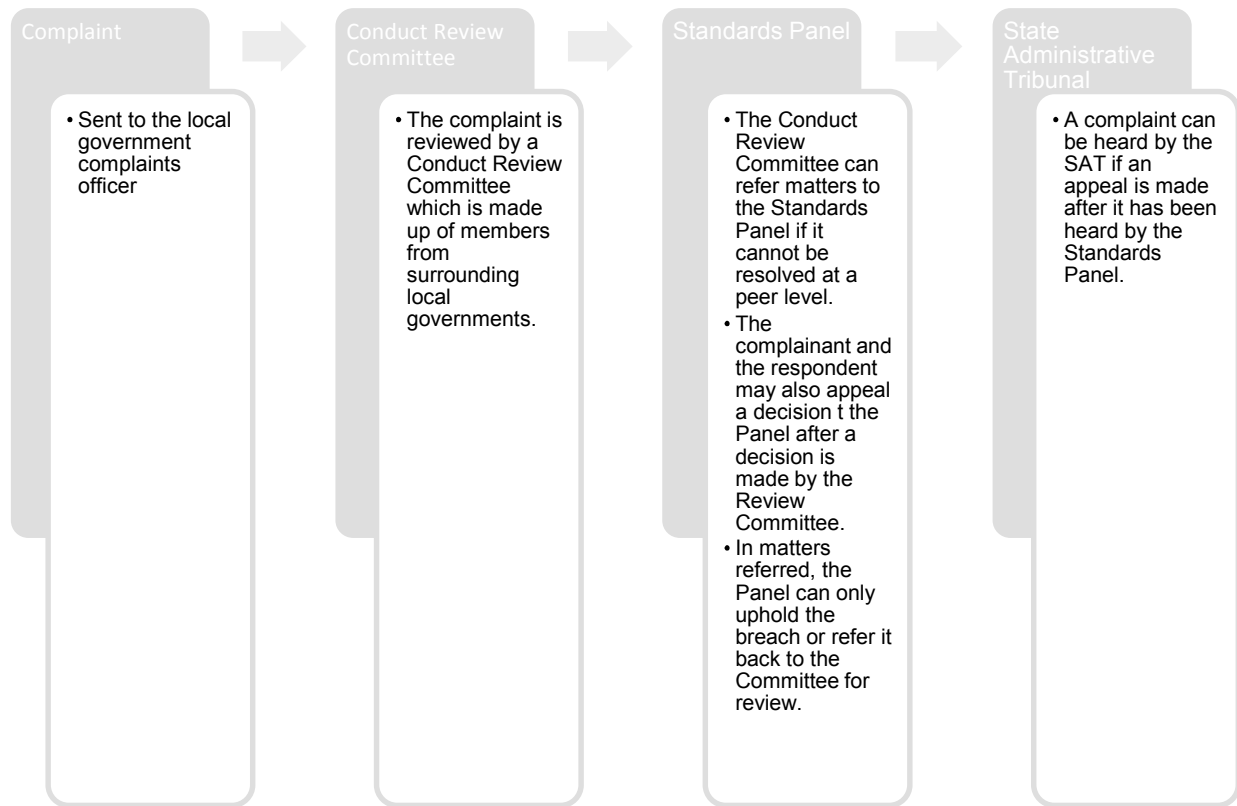 Complaint
• Sent to the local
government
complaints
officer
Conduct Review
Committee
• The complaint is
reviewed by a
Conduct Review
Committee
which is made
up of members
from
surrounding
local
governments.
Standards Panel
• The Conduct
Review
Committee can
refer matters to
the Standards
Panel if it
cannot be
resolved at a
peer level.
• The
complainant and
the respondent
may also appeal
a decision t the
Panel after a
decision is
made by the
Review
Committee.
• In matters
referred, the
Panel can only
uphold the
breach or refer it
back to the
Committee for
review.
State
Administrative
Tribunal
• A complaint can
be heard by the
SAT if an
appeal is made
after it has been
heard by the
Standards
Panel.